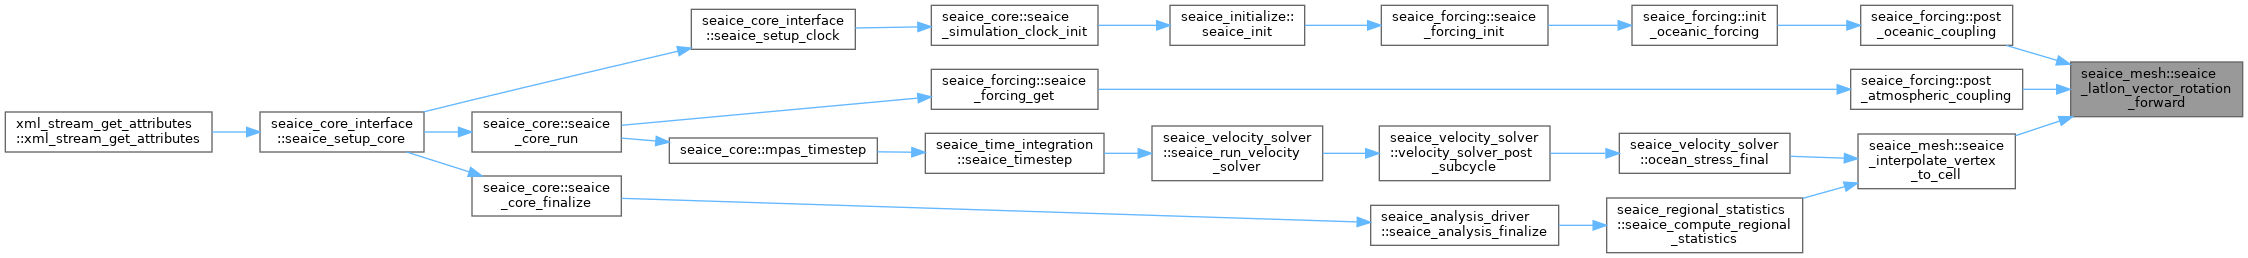 seaice_core_interface
::seaice_setup_clock
seaice_core::seaice
_simulation_clock_init
seaice_initialize::
seaice_init
seaice_forcing::seaice
_forcing_init
seaice_forcing::init
_oceanic_forcing
seaice_forcing::post
_oceanic_coupling
seaice_mesh::seaice
_latlon_vector_rotation
_forward
seaice_forcing::seaice
_forcing_get
seaice_forcing::post
_atmospheric_coupling
xml_stream_get_attributes
::xml_stream_get_attributes
seaice_core_interface
::seaice_setup_core
seaice_core::seaice
_core_run
seaice_core::mpas_timestep
seaice_time_integration
::seaice_timestep
seaice_velocity_solver
::seaice_run_velocity
_solver
seaice_velocity_solver
::velocity_solver_post
_subcycle
seaice_velocity_solver
::ocean_stress_final
seaice_mesh::seaice
_interpolate_vertex
_to_cell
seaice_core::seaice
_core_finalize
seaice_analysis_driver
::seaice_analysis_finalize
seaice_regional_statistics
::seaice_compute_regional
_statistics